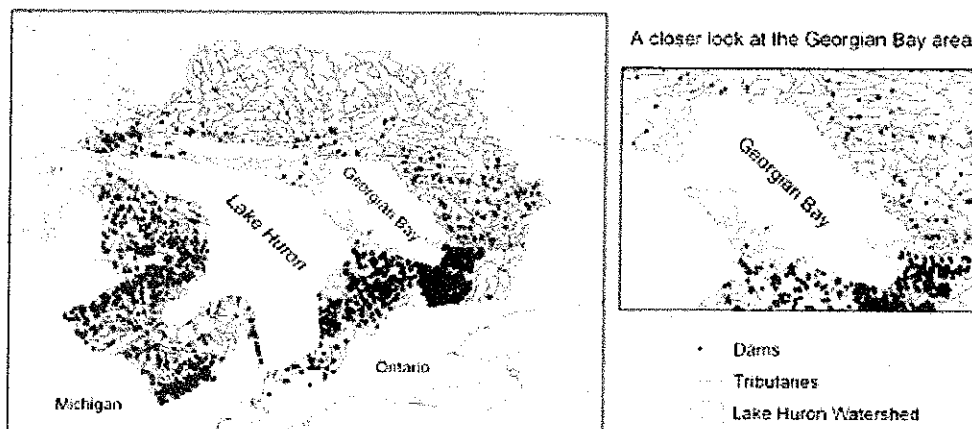 A closer look at the Georgian Bay area
Georgian Bay
Lake Huron
Georgian Bay
Ontario
Michigan
Dams
Tributaries
Lake Huron Watershed